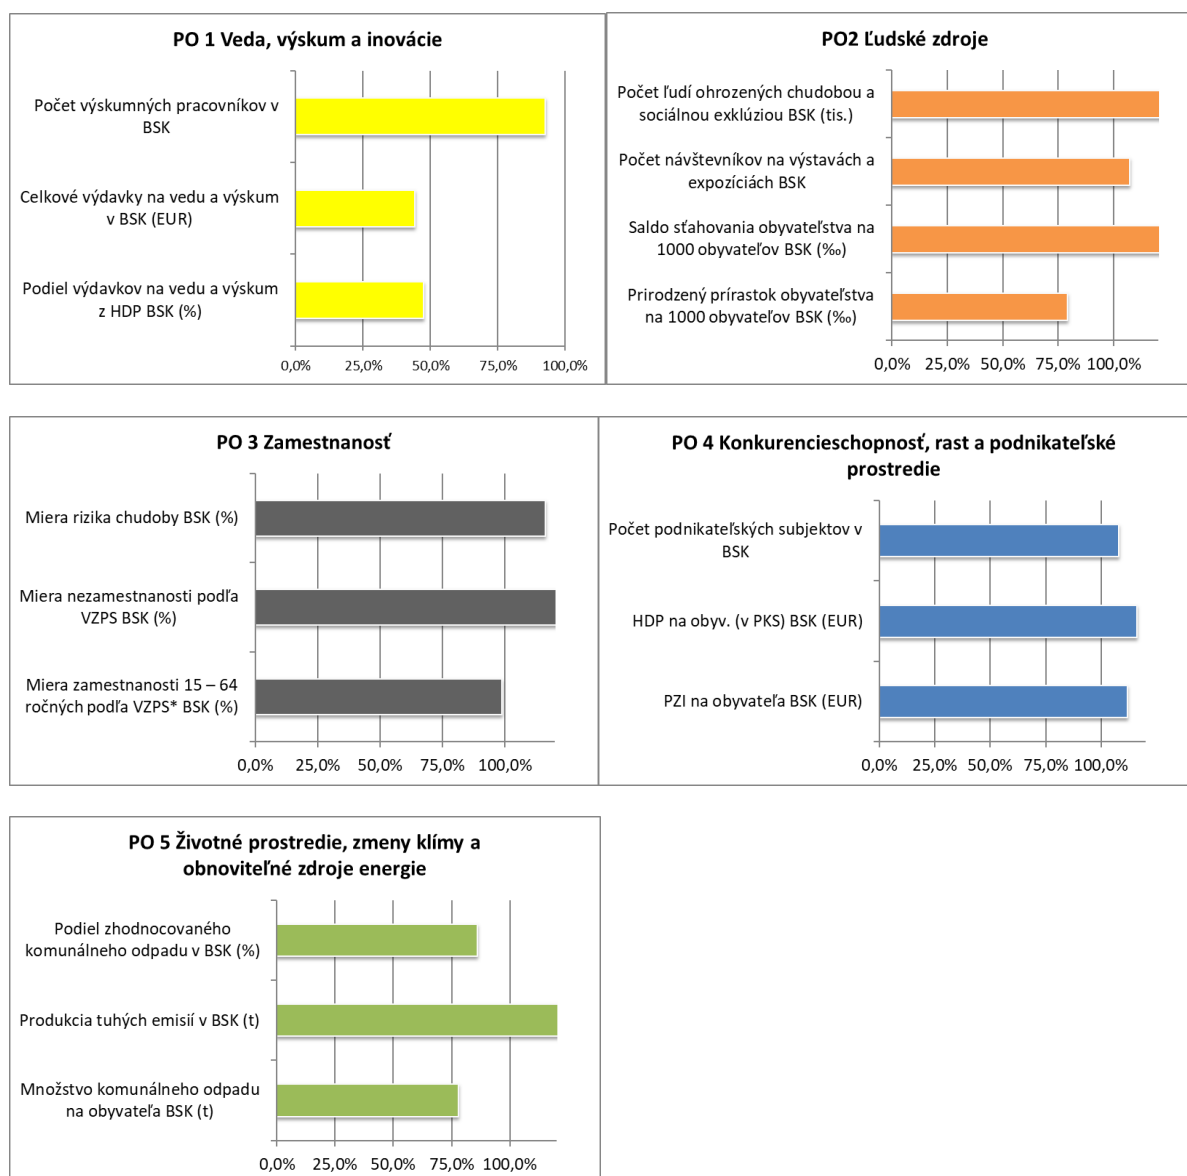 PO 1 Veda, výskum a inovácie
Počet výskumných pracovníkov v
BSK
Celkové výdavky na vedu a výskum
v BSK (EUR)
Podiel výdavkov na vedu a výskum
z HDP BSK (%)
0,0% 25,0% 50,0% 75,0% 100,0%
PO2 Ľudské zdroje
Počet ľudí ohrozených chudobou a
sociálnou exklúziou BSK (tis.)
Počet návštevníkov na výstavách a
expozíciách BSK
Saldo sťahovania obyvateľstva na
1000 obyvateľov BSK (‰)
Prirodzený prírastok obyvateľstva
na 1000 obyvateľov BSK (‰)
0,0% 25,0% 50,0% 75,0% 100,0%
PO 3 Zamestnanosť
Miera rizika chudoby BSK (%)
Miera nezamestnanosti podľa
VZPS BSK (%)
Miera zamestnanosti 15 – 64
ročných podľa VZPS* BSK (%)
0,0% 25,0% 50,0% 75,0% 100,0%
PO 4 Konkurencieschopnosť, rast a podnikateľské
prostredie
Počet podnikateľských subjektov v
BSK
HDP na obyv. (v PKS) BSK (EUR)
PZI na obyvateľa BSK (EUR)
0,0% 25,0% 50,0% 75,0% 100,0%
PO 5 Životné prostredie, zmeny klímy a
obnoviteľné zdroje energie
Podiel zhodnocovaného
komunálneho odpadu v BSK (%)
Produkcia tuhých emisií v BSK (t)
Množstvo komunálneho odpadu
na obyvateľa BSK (t)
0,0% 25,0% 50,0% 75,0% 100,0%